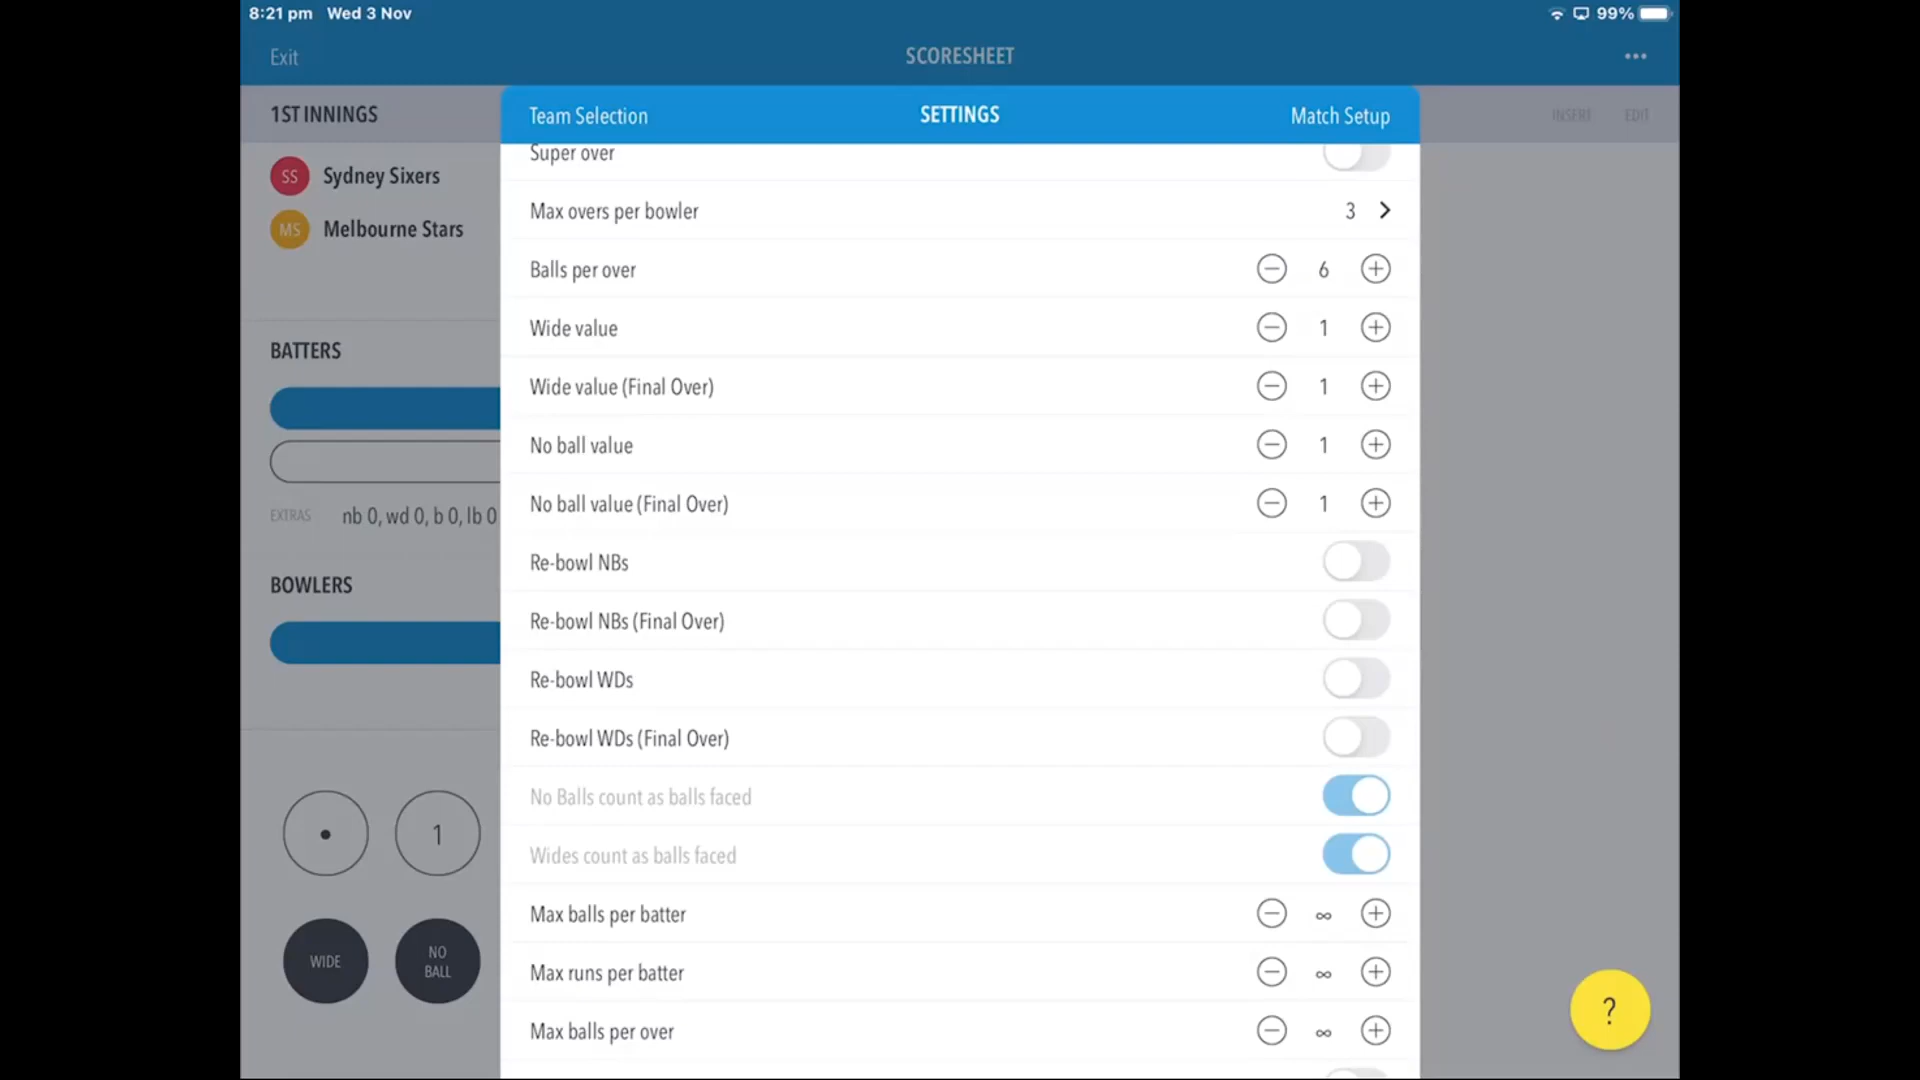 8:21 pm Wed 3 Nov
99%
Exit
SCORESHEET
1ST INNINGS
INSERT EDIT
SS Sydney Sixers
MS Melbourne Stars
BATTERS
EXTRAS nb 0, wd 0, b 0, lb 0
BOWLERS
1
WIDE
NO
BALL
Team Selection
SETTINGS
Match Setup
Super over
Max overs per bowler 3
Balls per over 6
Wide value 1
Wide value (Final Over) 1
No ball value 1
No ball value (Final Over) 1
Re-bowl NBs
Re-bowl NBs (Final Over)
Re-bowl WDs
Re-bowl WDs (Final Over)
No Balls count as balls faced
Wides count as balls faced
Max balls per batter ∞
Max runs per batter ∞
Max balls per over ∞
?